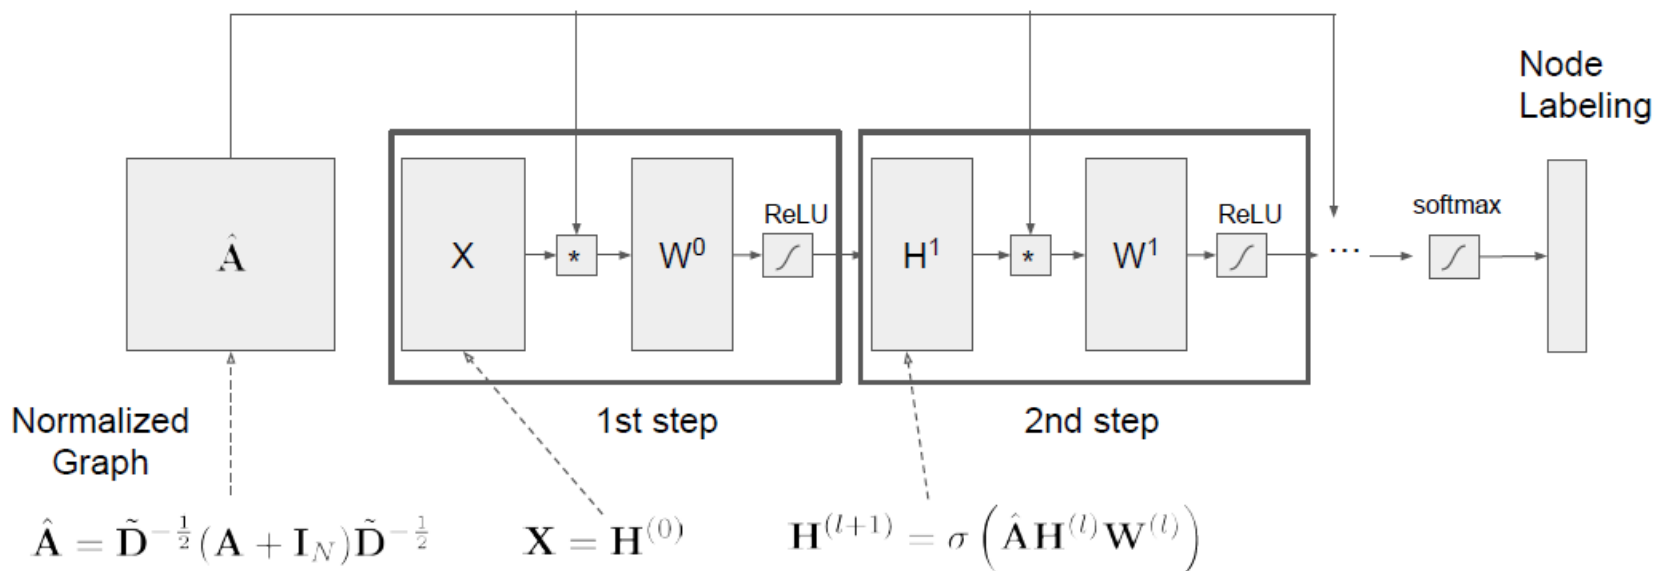 Node
Labeling
Â
X
*
W⁰
ReLU
H¹
*
W¹
ReLU
...
softmax
Normalized
Graph
1st step
2nd step
Â = D̃^{-1/2}(A + I_N)D̃^{-1/2}
X = H^{(0)}
H^{(l+1)} = σ(ÂH^{(l)}W^{(l)})